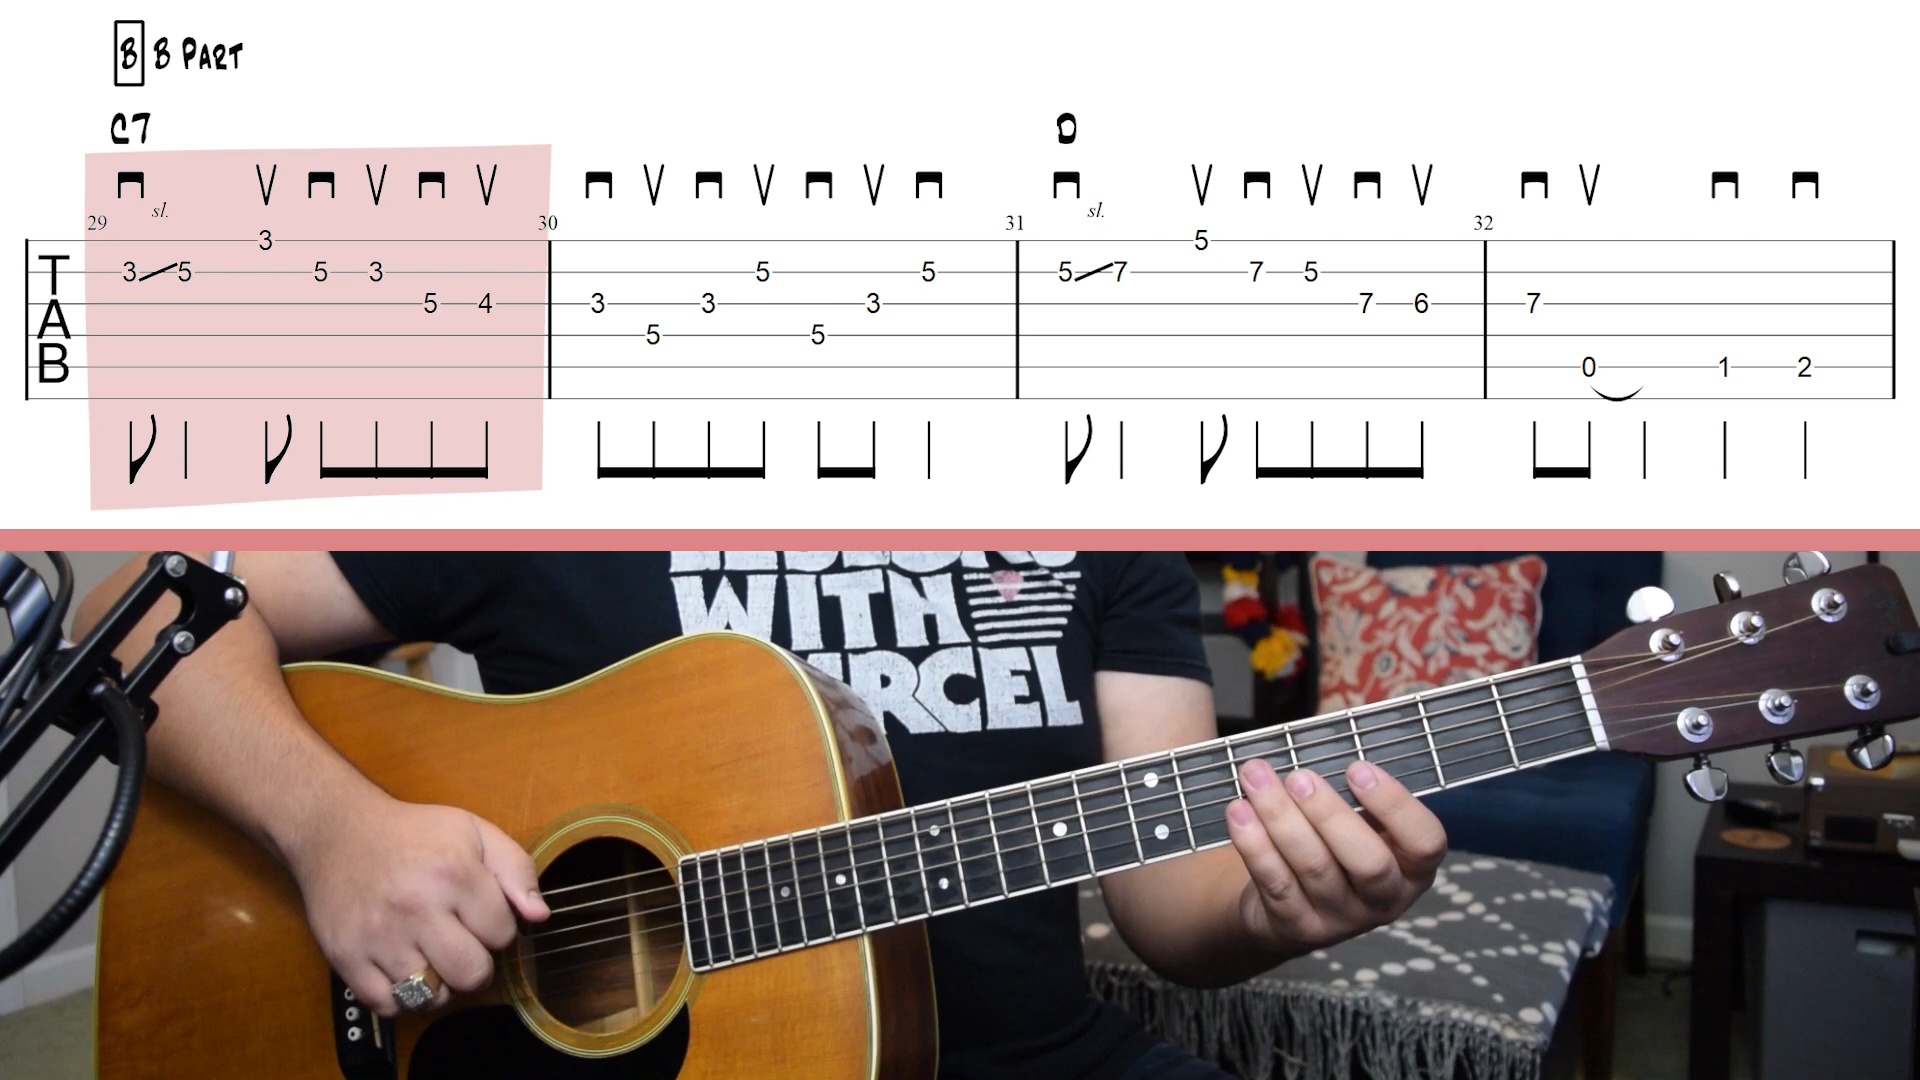 B B PART
C7 D
sl. sl.
29 30 31 32
3 5
T 3 5 5 3 5 5 5 7 7 5
A 5 4 3 3 3 7 6 7
5 5
B 0 1 2
WITH
RCEL